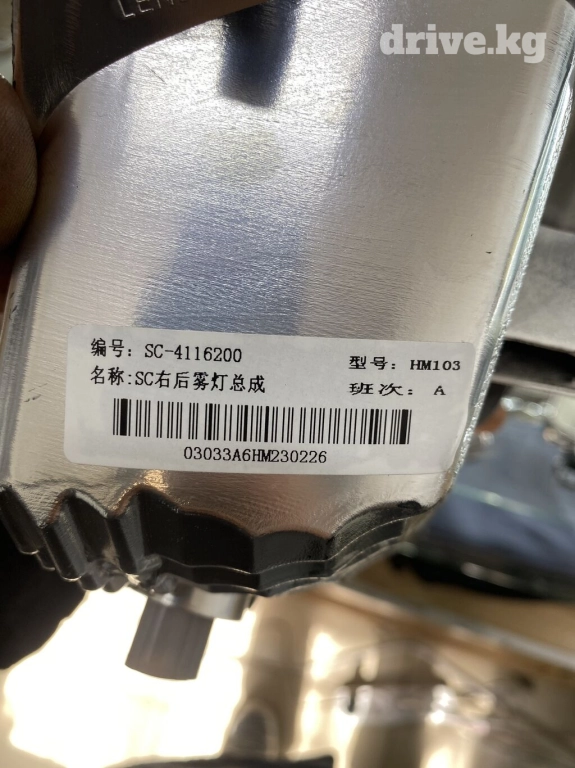 drive.kg
编号: SC-4116200
型号: HM103
名称:SC右后雾灯总成
班次: A
03033A6HM230226